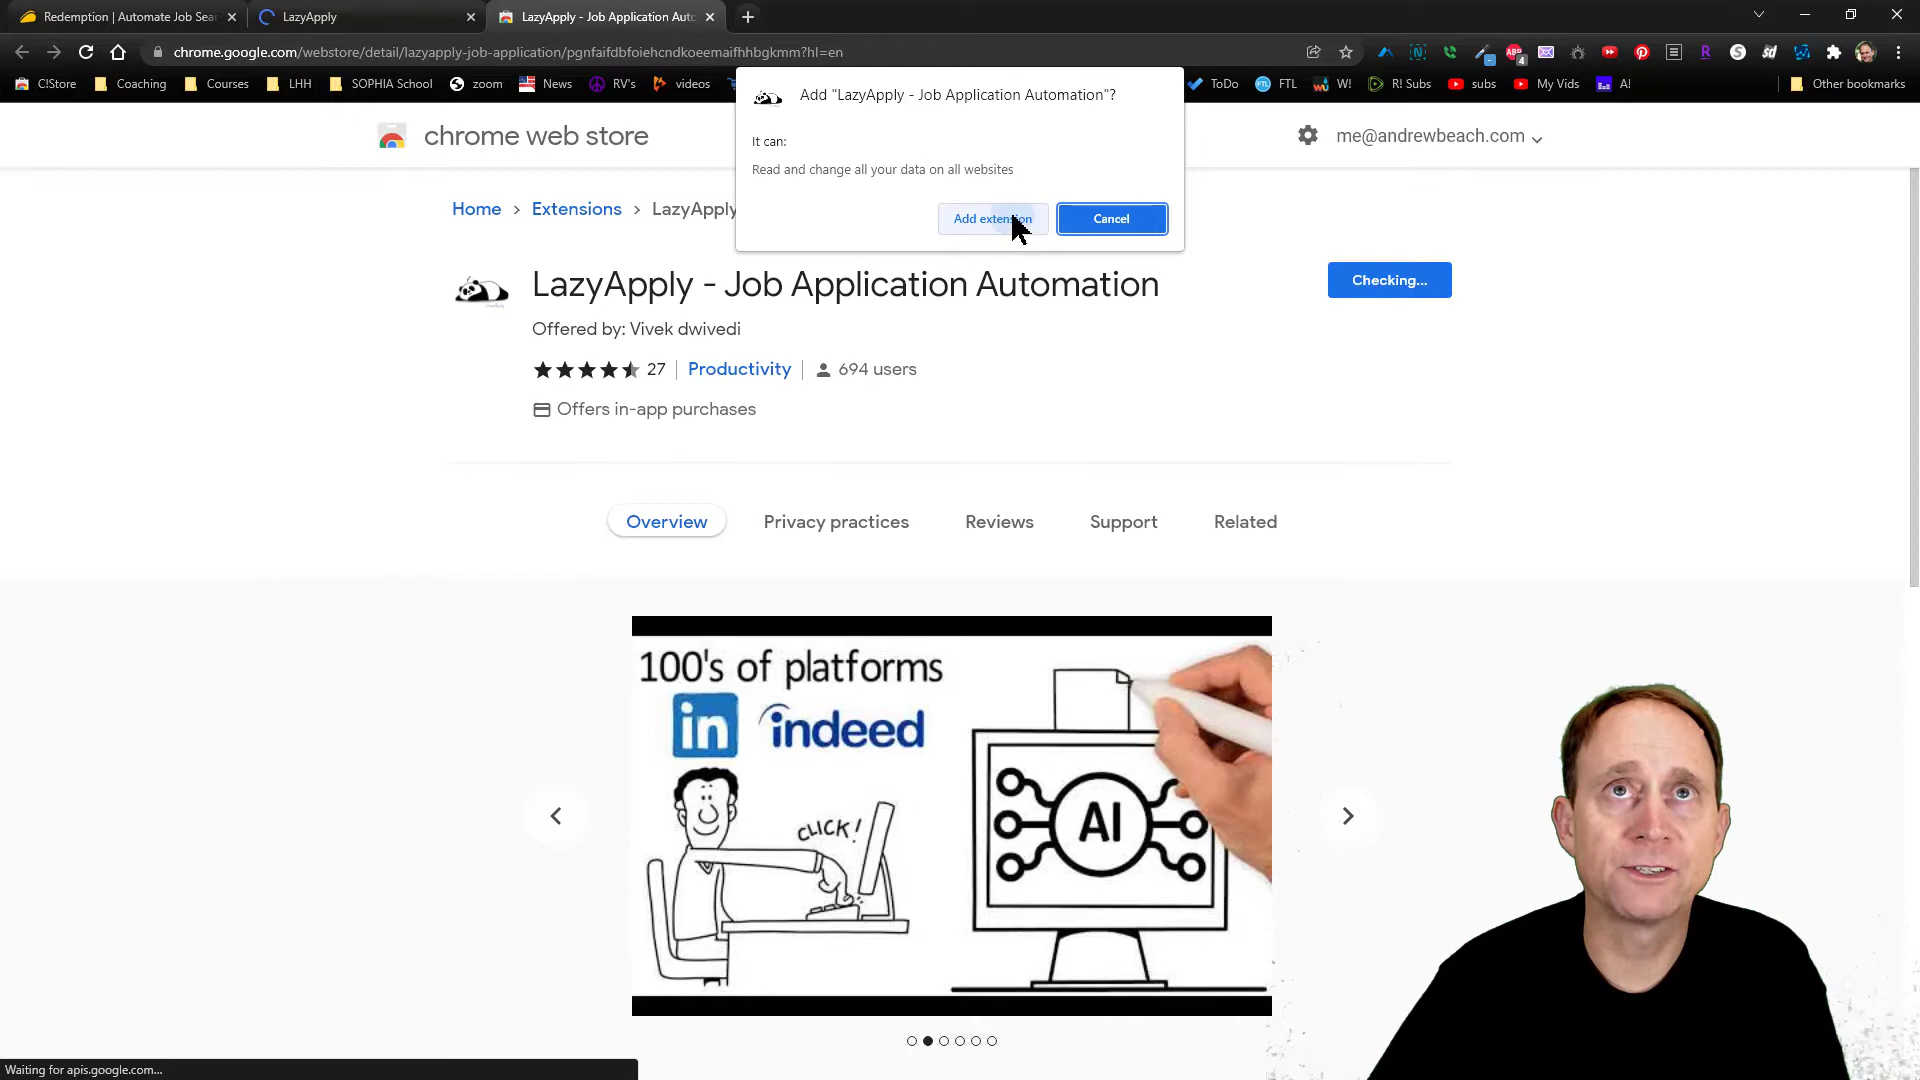 Redemption | Automate Job Sear
LazyApply
LazyApply - Job Application Auto
chrome.google.com/webstore/detail/lazyapply-job-application/pgnfaifdbfoiehcndkoeemaifhhbgkmm?hl=en
C!Store
Coaching
Courses
LHH
SOPHIA School
zoom
News
RV's
videos
ToDo
FTL
W!
R! Subs
subs
My Vids
A!
Other bookmarks
Add "LazyApply - Job Application Automation"?
It can:
Read and change all your data on all websites
Add extension
Cancel
chrome web store
me@andrewbeach.com
Home > Extensions > LazyApply
LazyApply - Job Application Automation
Checking...
Offered by: Vivek dwivedi
27
Productivity
694 users
Offers in-app purchases
Overview
Privacy practices
Reviews
Support
Related
100's of platforms
in
indeed
CLICK!
AI
Waiting for apis.google.com...